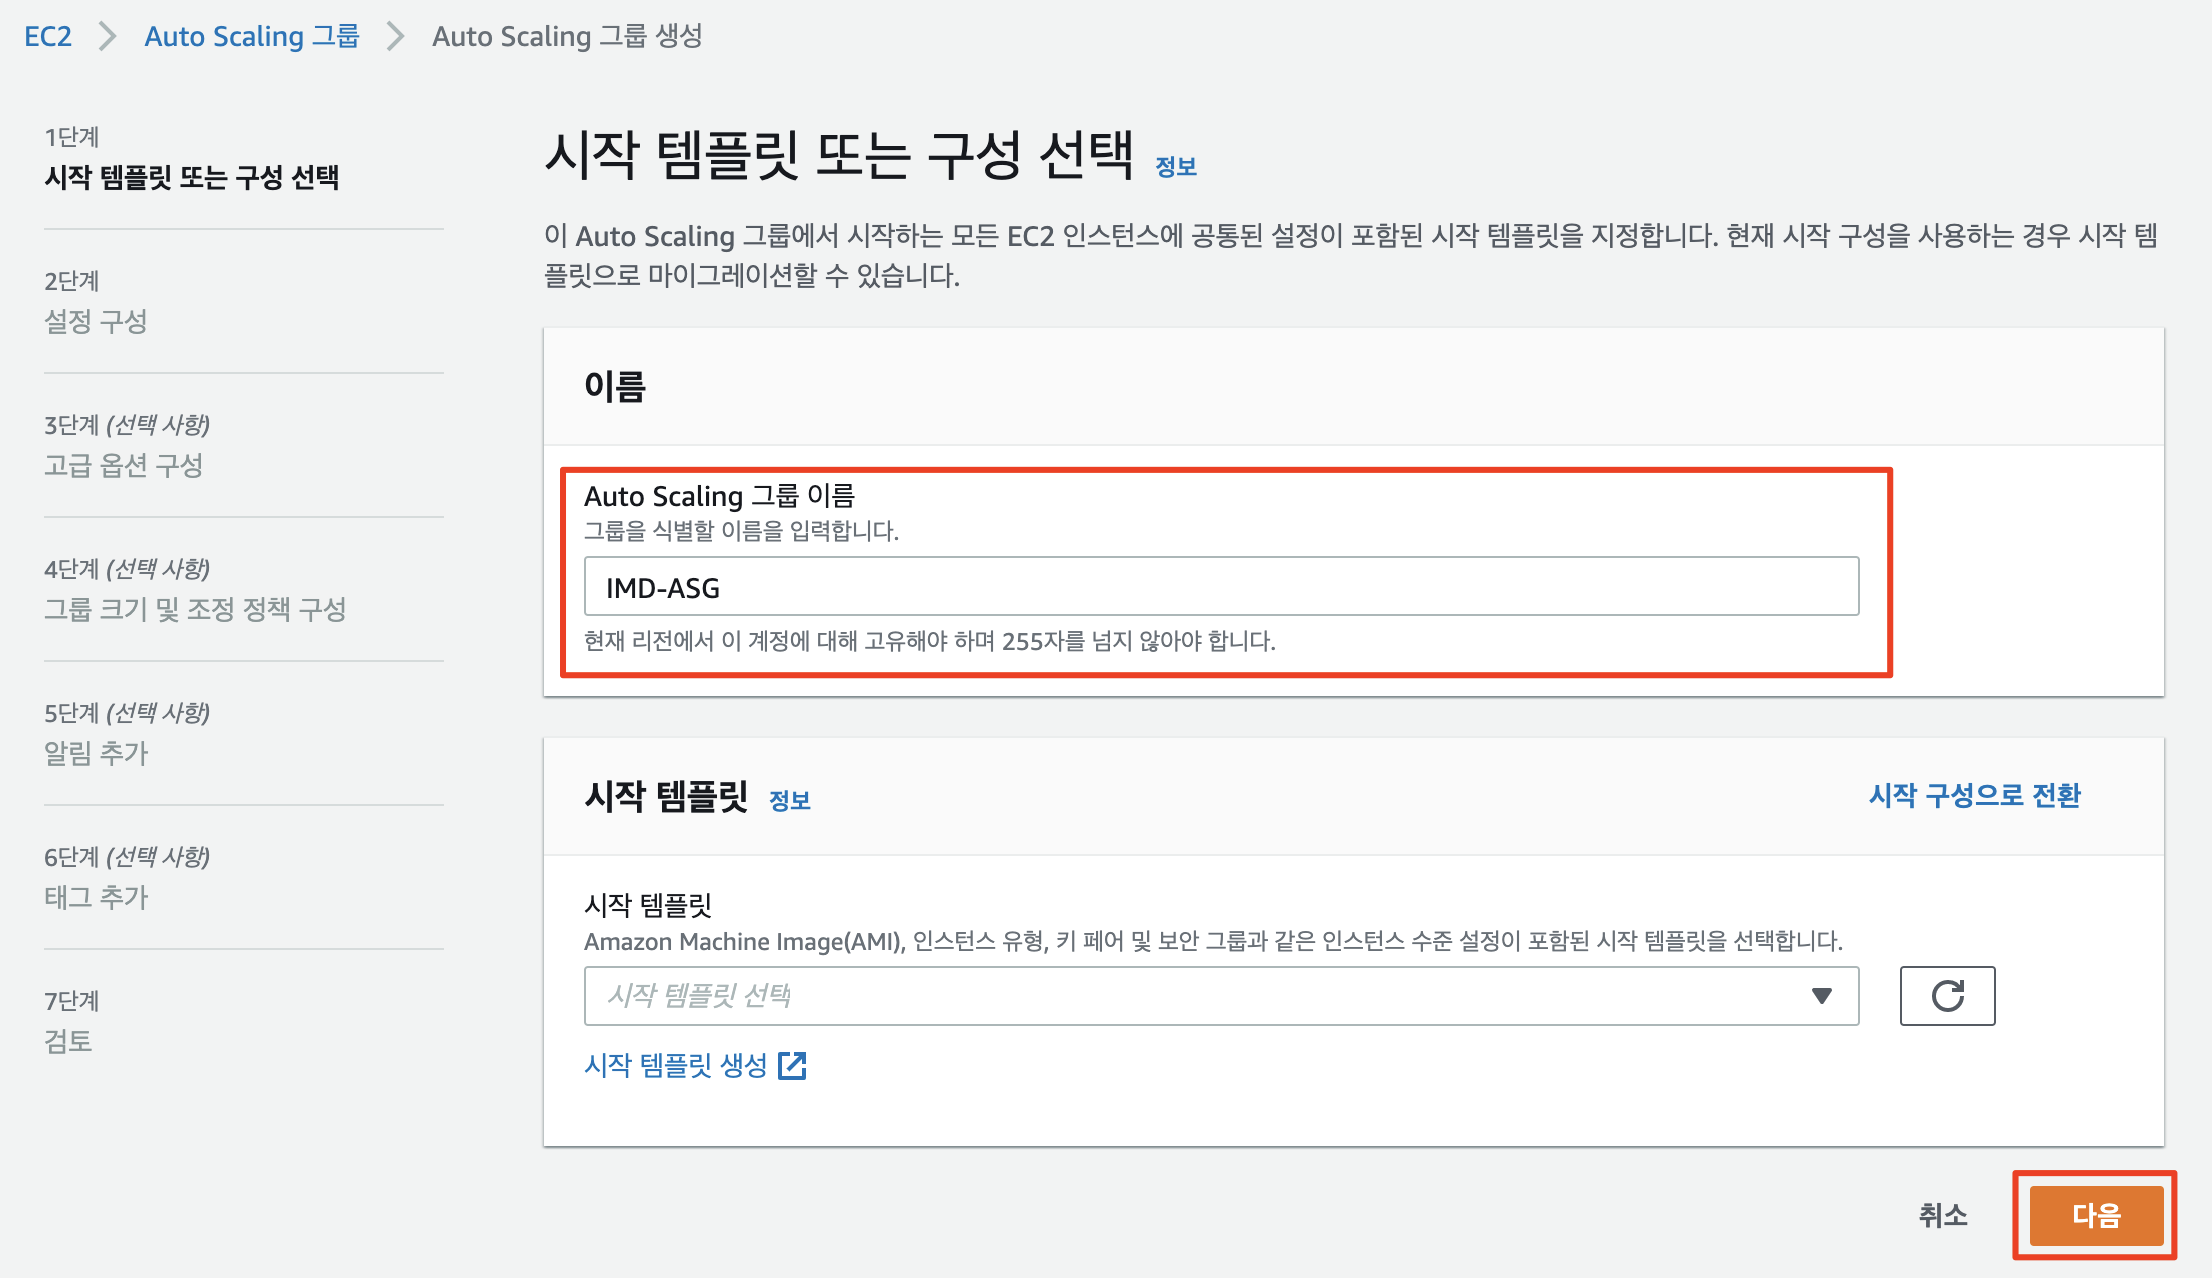 EC2 Auto Scaling 그룹 Auto Scaling 그룹 생성
1단계
시작 템플릿 또는 구성 선택
2단계
설정 구성
3단계 (선택 사항)
고급 옵션 구성
4단계 (선택 사항)
그룹 크기 및 조정 정책 구성
5단계 (선택 사항)
알림 추가
6단계 (선택 사항)
태그 추가
7단계
검토
시작 템플릿 또는 구성 선택 정보
이 Auto Scaling 그룹에서 시작하는 모든 EC2 인스턴스에 공통된 설정이 포함된 시작 템플릿을 지정합니다. 현재 시작 구성을 사용하는 경우 시작 템
플릿으로 마이그레이션할 수 있습니다.
이름
Auto Scaling 그룹 이름
그룹을 식별할 이름을 입력합니다.
IMD-ASG
현재 리전에서 이 계정에 대해 고유해야 하며 255자를 넘지 않아야 합니다.
시작 템플릿 정보 시작 구성으로 전환
시작 템플릿
Amazon Machine Image(AMI), 인스턴스 유형, 키 페어 및 보안 그룹과 같은 인스턴스 수준 설정이 포함된 시작 템플릿을 선택합니다.
시작 템플릿 선택
시작 템플릿 생성
취소 다음